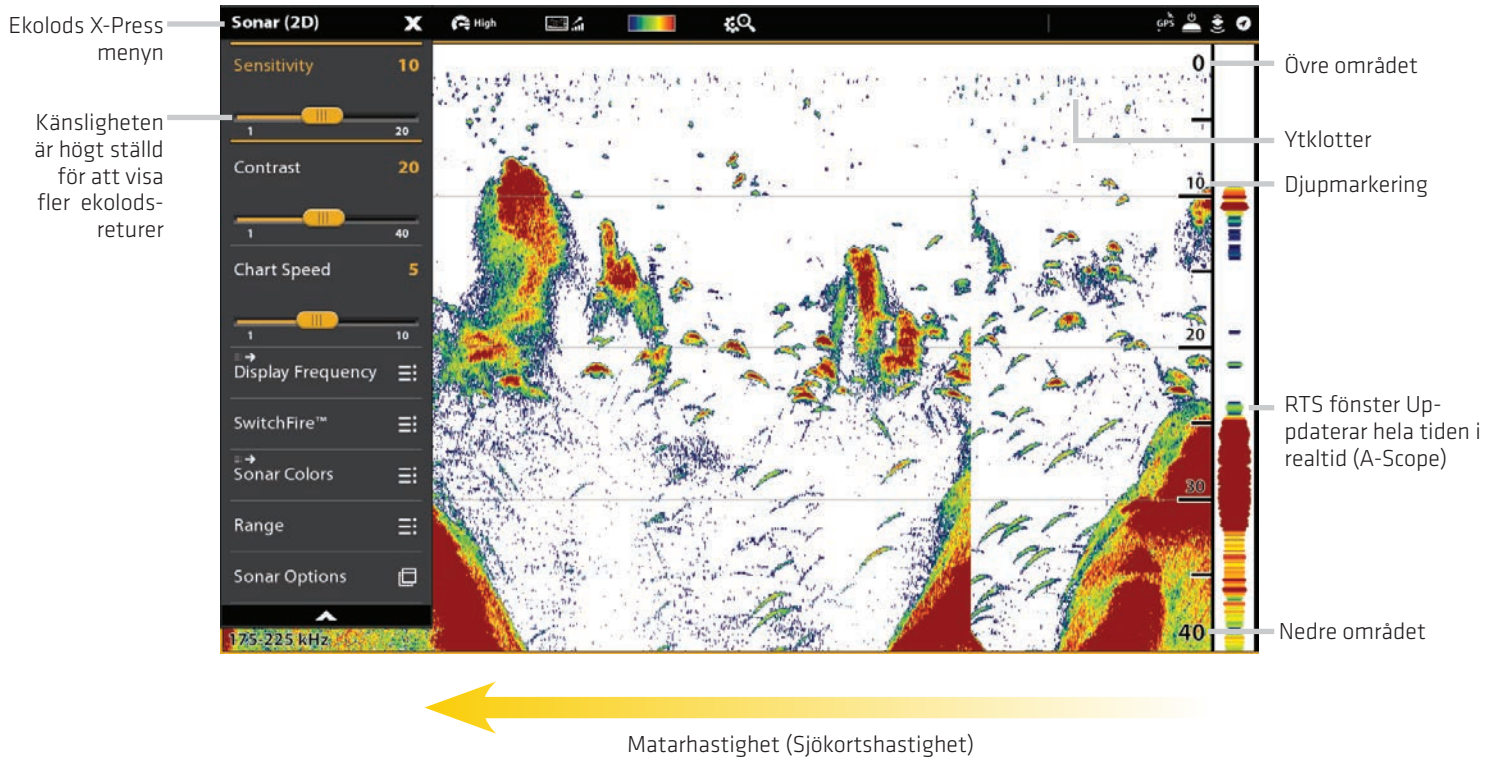 Ekolods X-Press
menyn
Känsligheten
är högt ställd
för att visa
fler ekolods-
returer
Sonar (2D) X High GPS
Sensitivity 10
1 20
Contrast 20
1 40
Chart Speed 5
1 10
Display Frequency
SwitchFire™
Sonar Colors
Range
Sonar Options
175-225 kHz
0
10
20
30
40
Övre området
Ytklotter
Djupmarkering
RTS fönster Up-
pdaterar hela tiden i
realtid (A-Scope)
Nedre området
Matarhastighet (Sjökortshastighet)